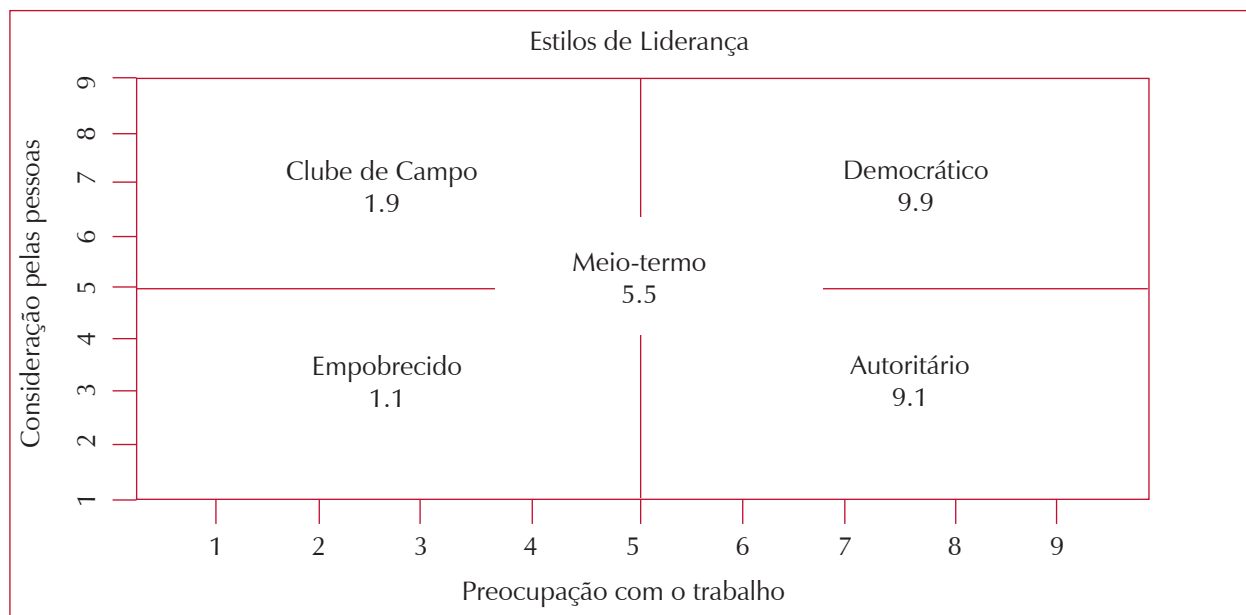 Estilos de Liderança
Consideração pelas pessoas
9
8
7
6
5
4
3
2
1
Clube de Campo
1.9
Democrático
9.9
Meio-termo
5.5
Empobrecido
1.1
Autoritário
9.1
1 2 3 4 5 6 7 8 9
Preocupação com o trabalho